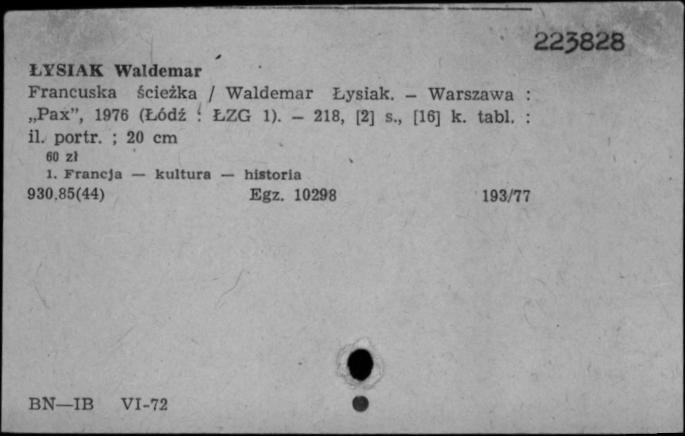 223828
ŁYSIAK Waldemar
Francuska ścieżka / Waldemar Łysiak. – Warszawa :
„Pax”, 1976 (Łódź : ŁZG 1). – 218, [2] s., [16] k. tabl. :
il. portr. ; 20 cm
60 zł
1. Francja — kultura — historia
930.85(44) Egz. 10298 193/77
BN—IB VI-72